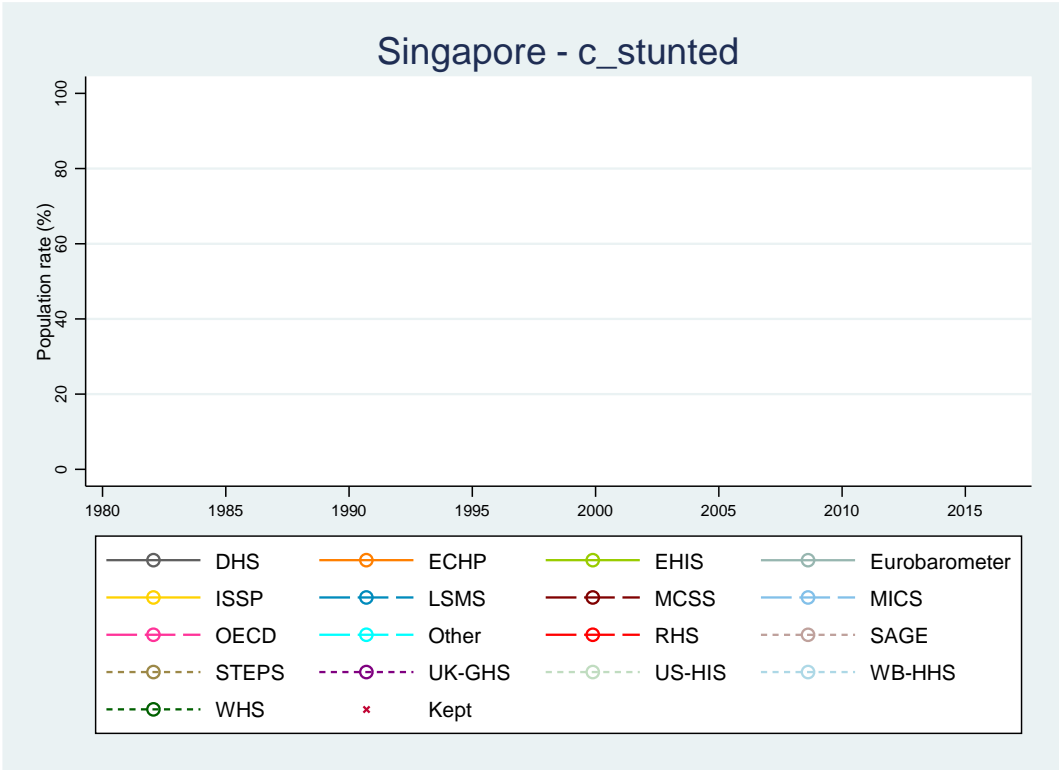 Singapore - c_stunted
Population rate (%)
100
80
60
40
20
0
1980 1985 1990 1995 2000 2005 2010 2015
DHS ECHP EHIS Eurobarometer
ISSP LSMS MCSS MICS
OECD Other RHS SAGE
STEPS UK-GHS US-HIS WB-HHS
WHS Kept